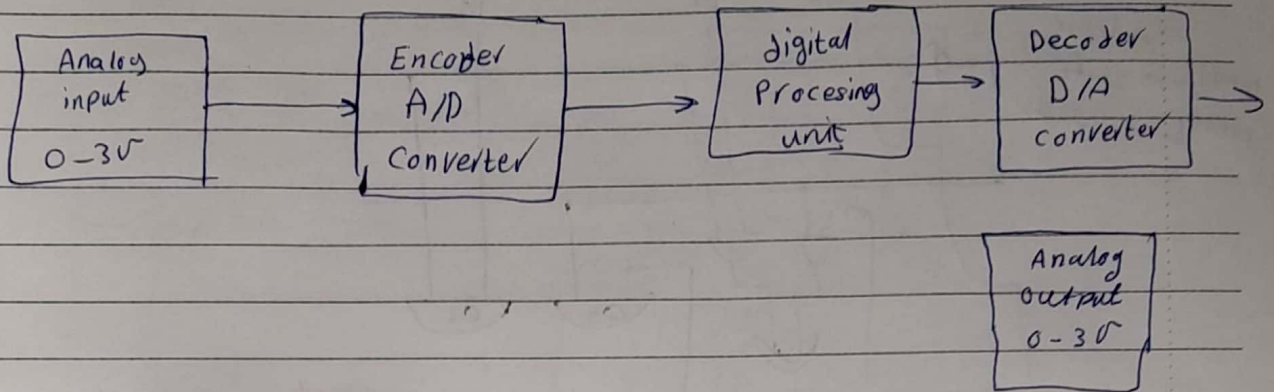 Analog
input
0-3V
Encoder
A/D
Converter
digital
Procesing
unit
Decoder
D/A
converter
Analog
output
0-3V